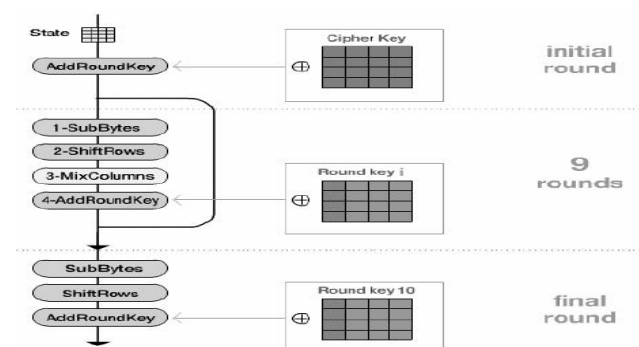 State
Cipher Key
AddRoundKey
⊕
initial
round
1-SubBytes
2-ShiftRows
3-MixColumns
4-AddRoundKey
Round key i
⊕
9
rounds
SubBytes
ShiftRows
AddRoundKey
Round key 10
⊕
final
round